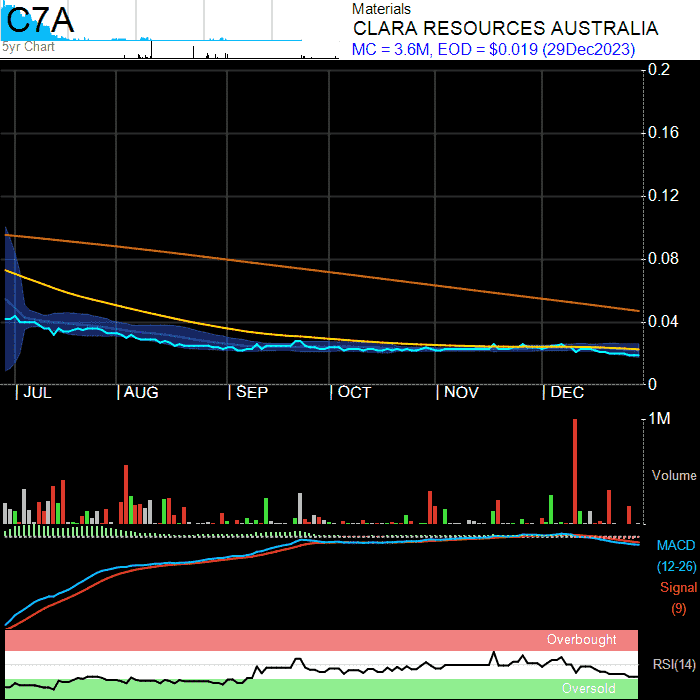 C7A
5yr Chart
Materials
CLARA RESOURCES AUSTRALIA
MC = 3.6M, EOD = $0.019 (29Dec2023)
0.2
0.16
0.12
0.08
0.04
0
JUL AUG SEP OCT NOV DEC
1M
Volume
MACD
(12-26)
Signal
(9)
Overbought
RSI(14)
Oversold